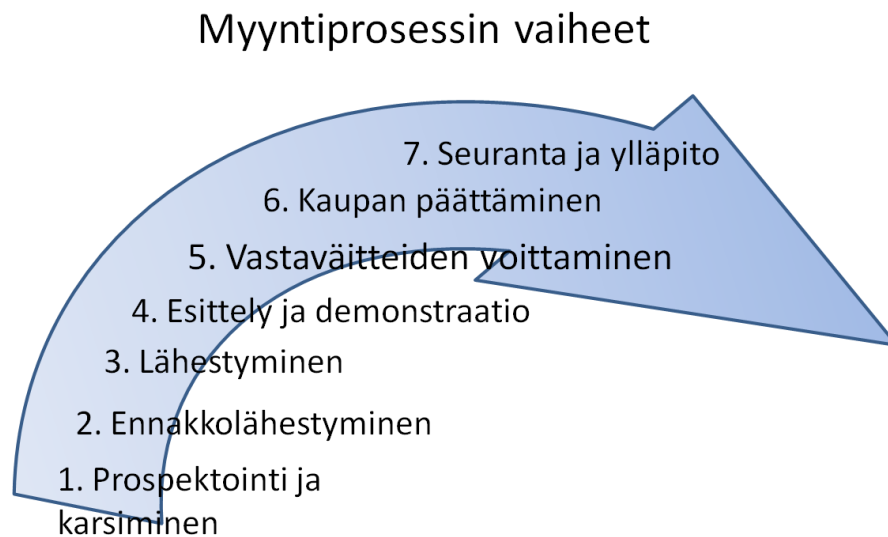 Myyntiprosessin vaiheet
7. Seuranta ja ylläpito
6. Kaupan päättäminen
5. Vastaväitteiden voittaminen
4. Esittely ja demonstraatio
3. Lähestyminen
2. Ennakkolähestyminen
1. Prospektointi ja
karsiminen